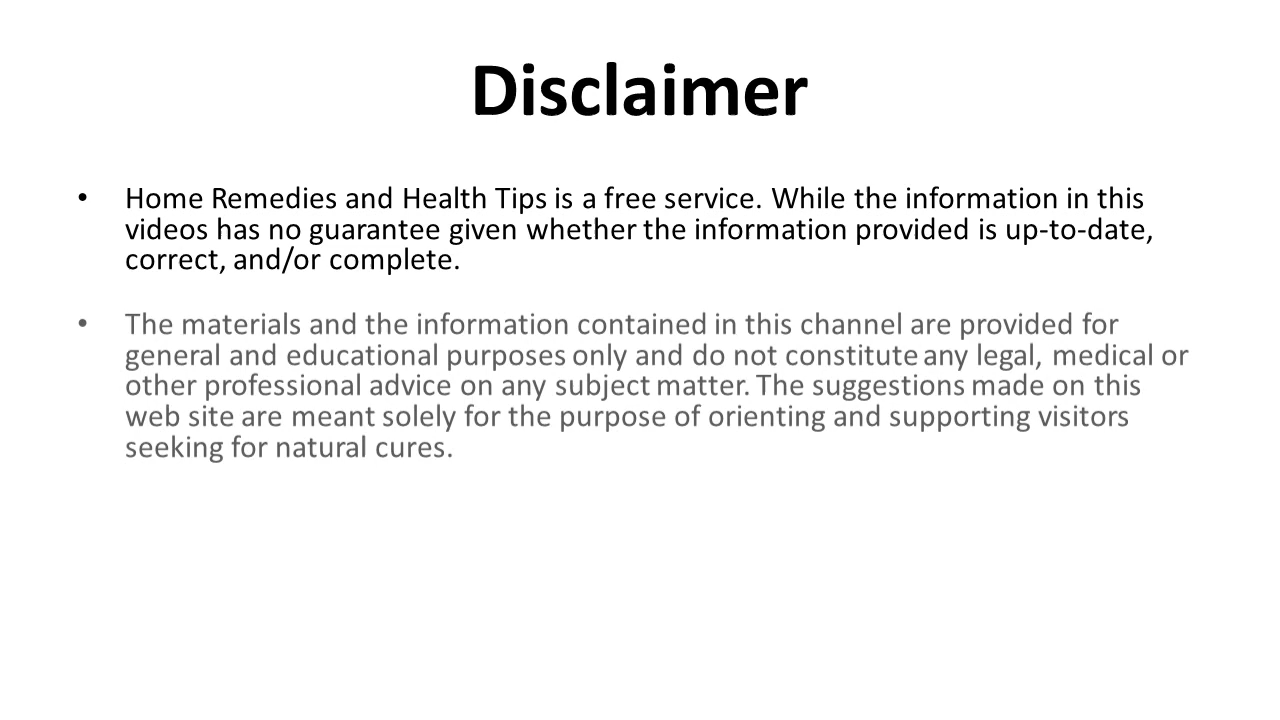 Disclaimer
• Home Remedies and Health Tips is a free service. While the information in this
videos has no guarantee given whether the information provided is up-to-date,
correct, and/or complete.
• The materials and the information contained in this channel are provided for
general and educational purposes only and do not constitute any legal, medical or
other professional advice on any subject matter. The suggestions made on this
web site are meant solely for the purpose of orienting and supporting visitors
seeking for natural cures.